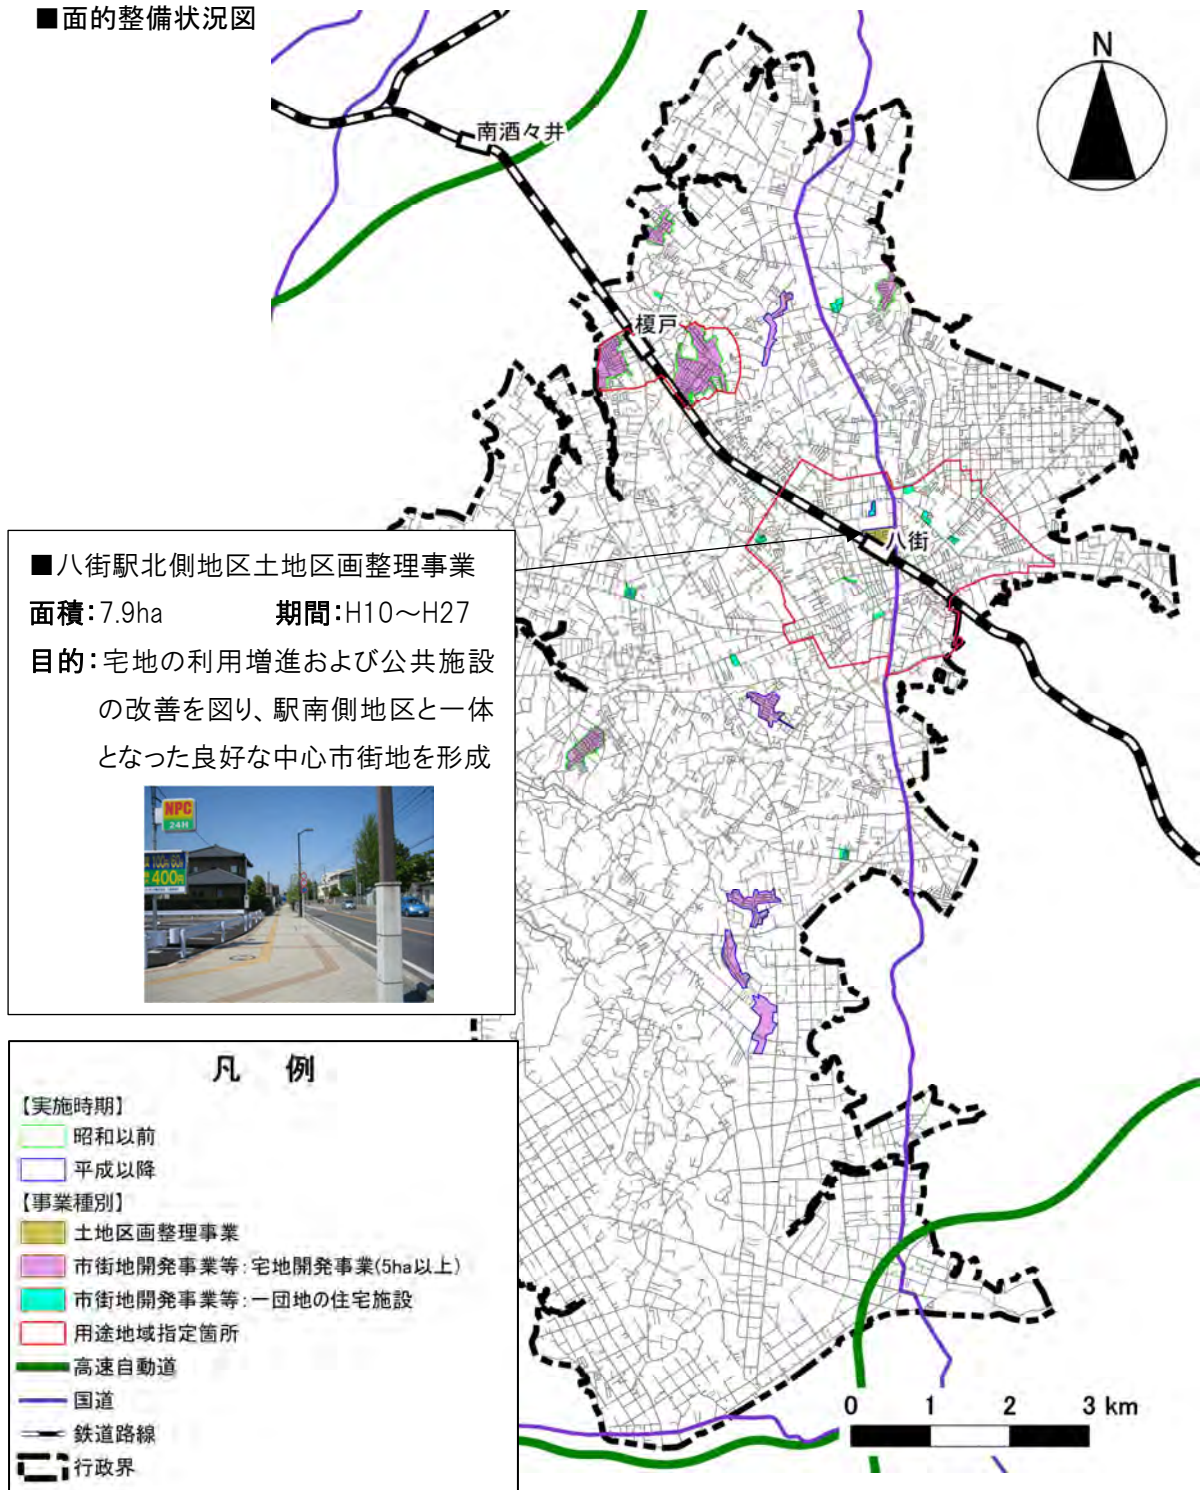 ■面的整備状況図
N
南酒々井
榎戸
八街
■八街駅北側地区土地区画整理事業
面積：7.9ha 期間：H10～H27
目的：宅地の利用増進および公共施設
の改善を図り、駅南側地区と一体
となった良好な中心市街地を形成
NPC
24H
100円 60分
400円
凡 例
【実施時期】
昭和以前
平成以降
【事業種別】
土地区画整理事業
市街地開発事業等：宅地開発事業(5ha以上)
市街地開発事業等：一団地の住宅施設
用途地域指定箇所
高速自動道
国道
鉄道路線
行政界
0 1 2 3 km